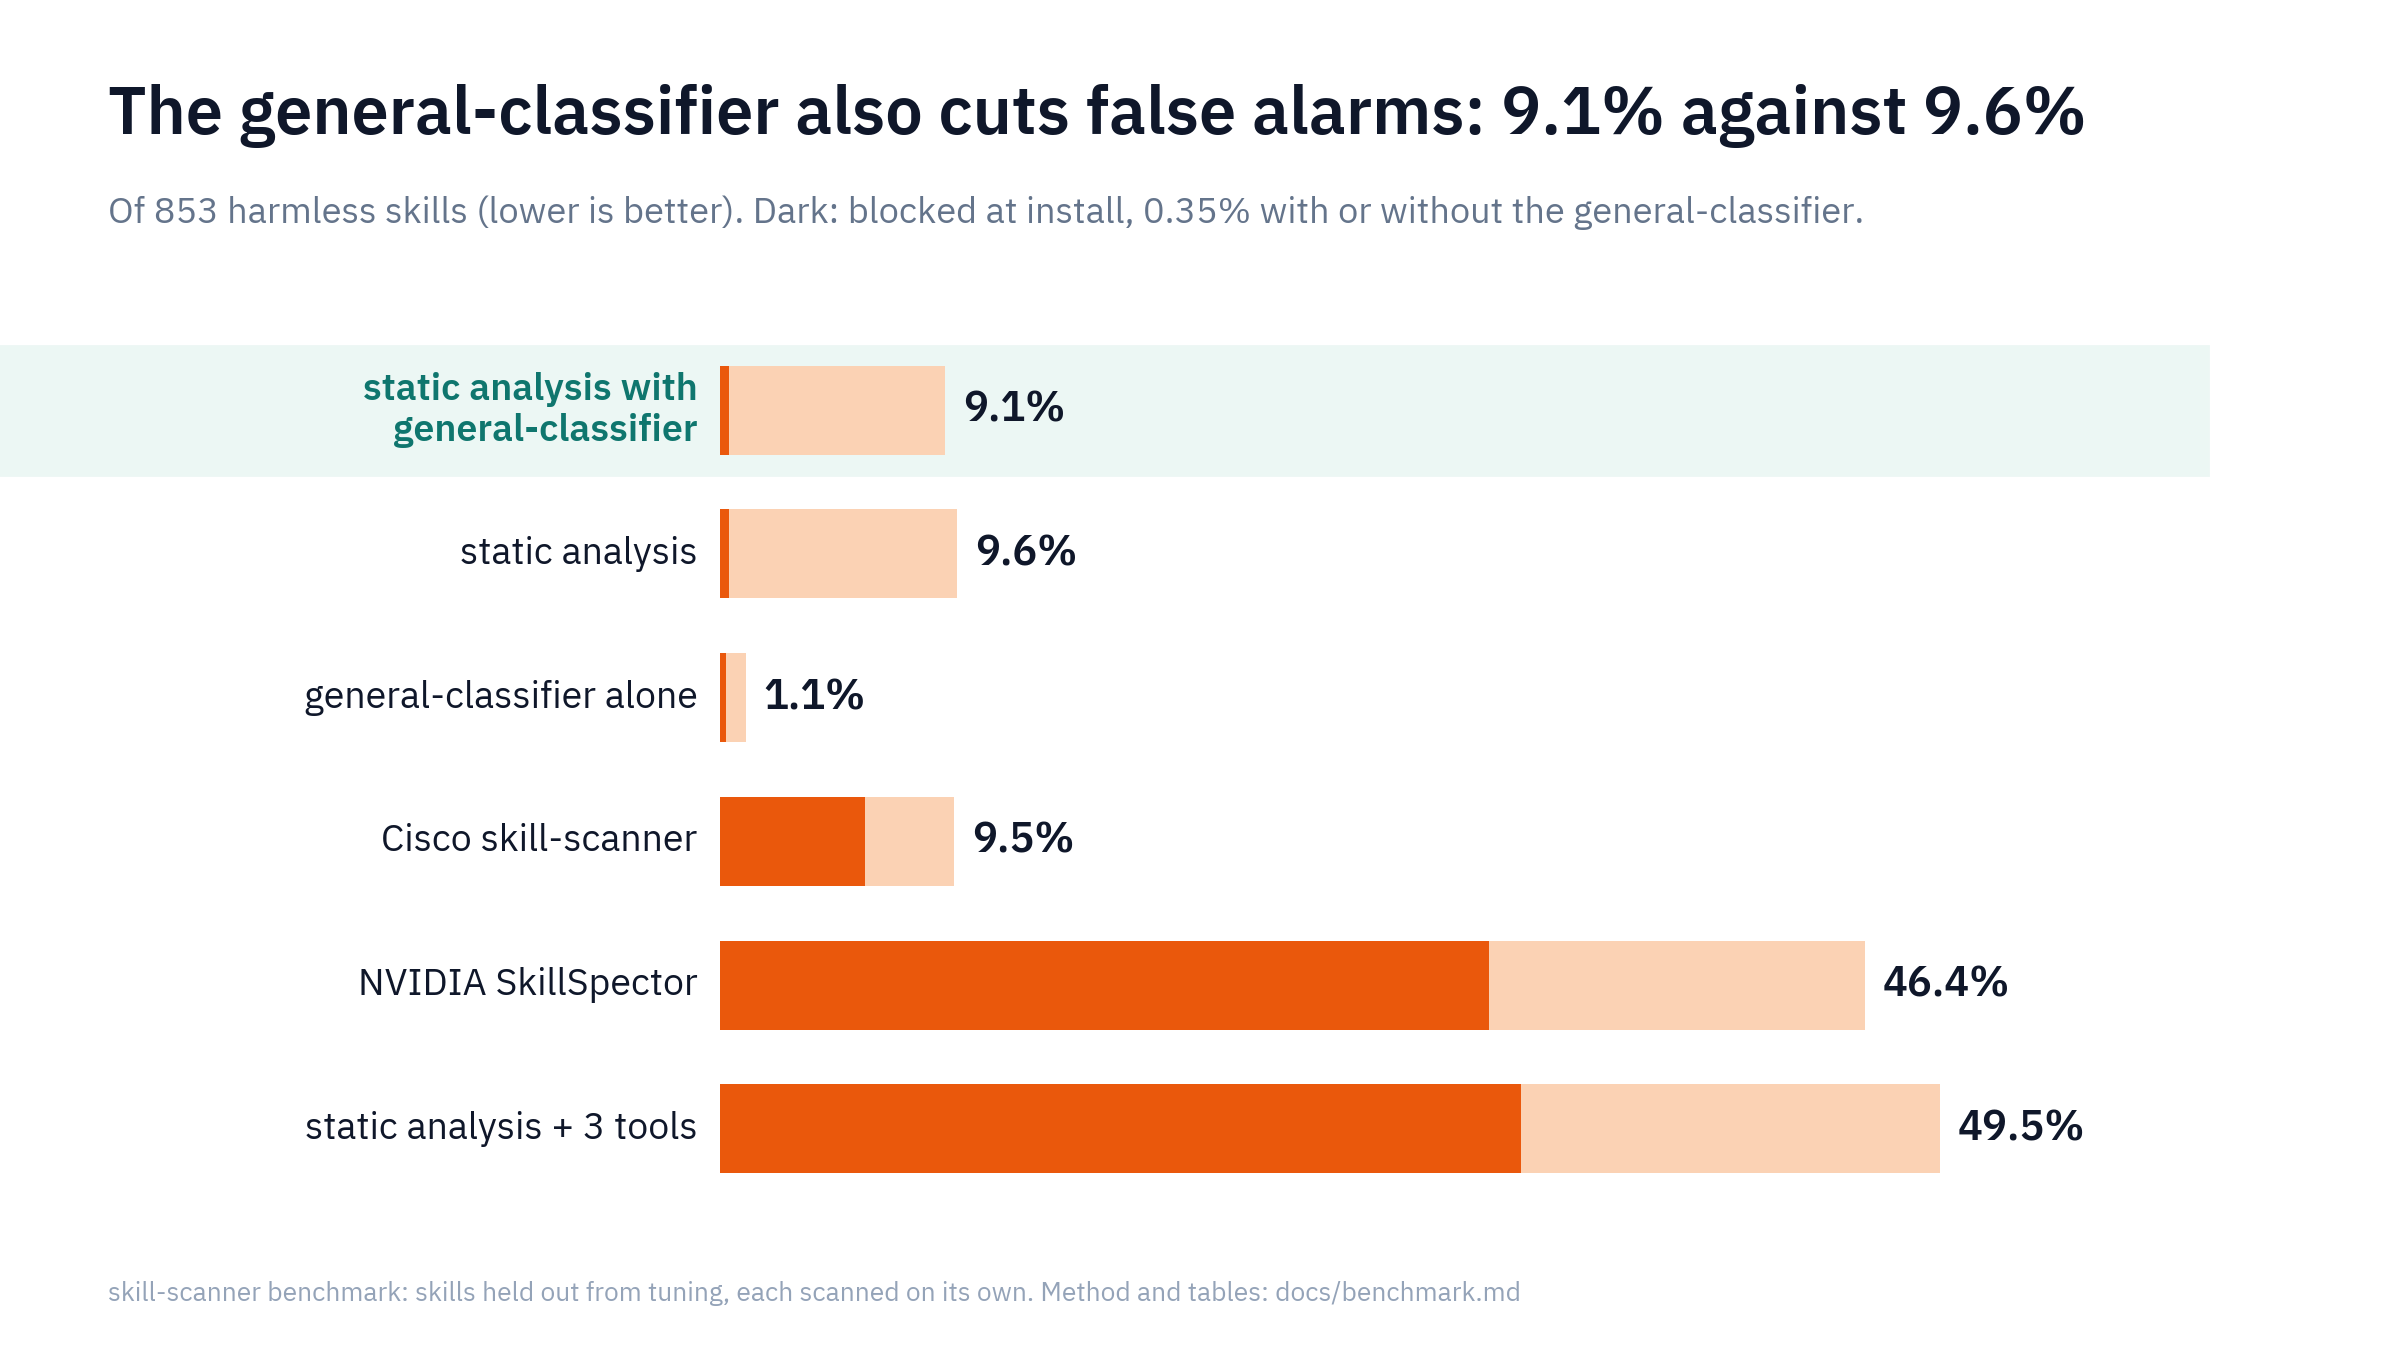 The general-classifier also cuts false alarms: 9.1% against 9.6%
Of 853 harmless skills (lower is better). Dark: blocked at install, 0.35% with or without the general-classifier.
static analysis with
general-classifier
9.1%
static analysis
9.6%
general-classifier alone
1.1%
Cisco skill-scanner
9.5%
NVIDIA SkillSpector
46.4%
static analysis + 3 tools
49.5%
skill-scanner benchmark: skills held out from tuning, each scanned on its own. Method and tables: docs/benchmark.md